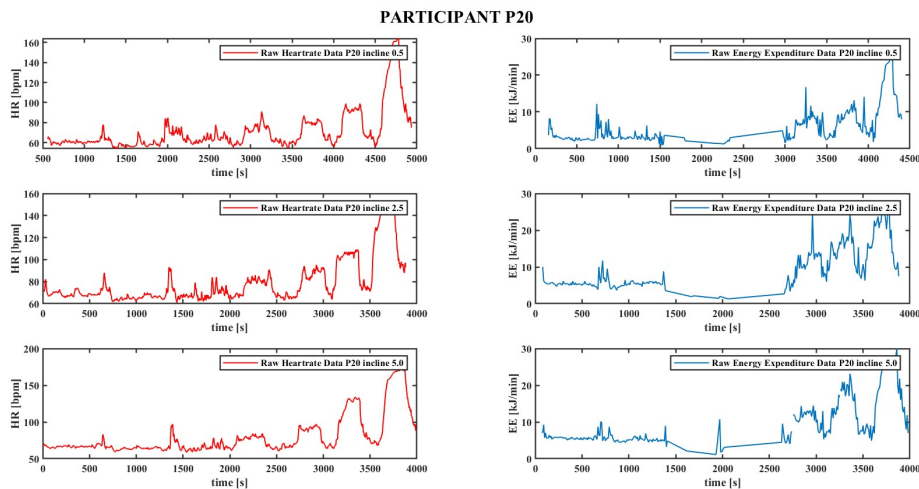 PARTICIPANT P20
160
140
120
100
80
60
HR [bpm]
Raw Heartrate Data P20 incline 0.5
500 1000 1500 2000 2500 3000 3500 4000 4500 5000
time [s]
30
20
10
0
EE [kJ/min]
Raw Energy Expenditure Data P20 incline 0.5
0 500 1000 1500 2000 2500 3000 3500 4000 4500
time [s]
160
140
120
100
80
60
HR [bpm]
Raw Heartrate Data P20 incline 2.5
0 500 1000 1500 2000 2500 3000 3500 4000
time [s]
30
20
10
0
EE [kJ/min]
Raw Energy Expenditure Data P20 incline 2.5
0 500 1000 1500 2000 2500 3000 3500 4000
time [s]
200
150
100
50
HR [bpm]
Raw Heartrate Data P20 incline 5.0
0 500 1000 1500 2000 2500 3000 3500 4000
time [s]
30
20
10
0
EE [kJ/min]
Raw Energy Expenditure Data P20 incline 5.0
0 500 1000 1500 2000 2500 3000 3500 4000
time [s]